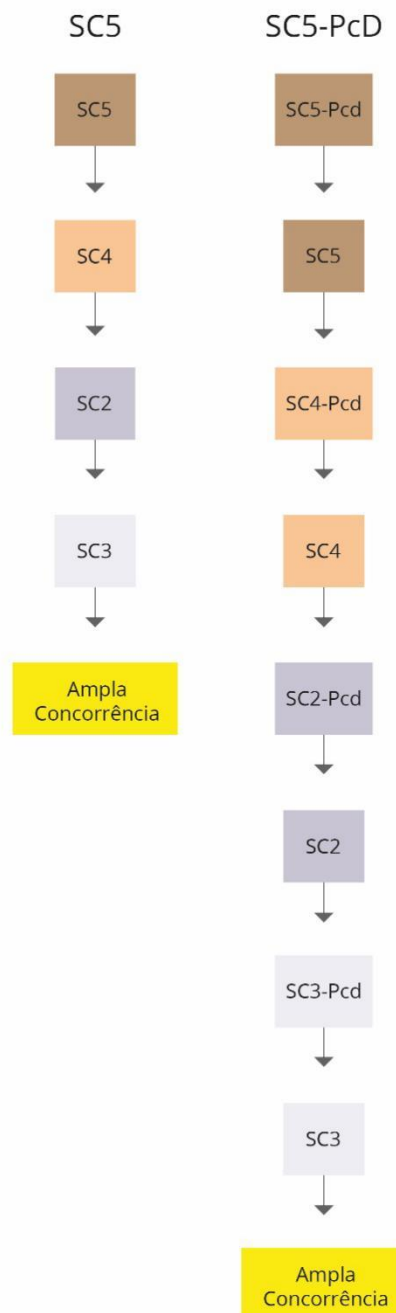 SC5
SC5
SC4
SC2
SC3
Ampla
Concorrência
SC5-PcD
SC5-Pcd
SC5
SC4-Pcd
SC4
SC2-Pcd
SC2
SC3-Pcd
SC3
Ampla
Concorrência